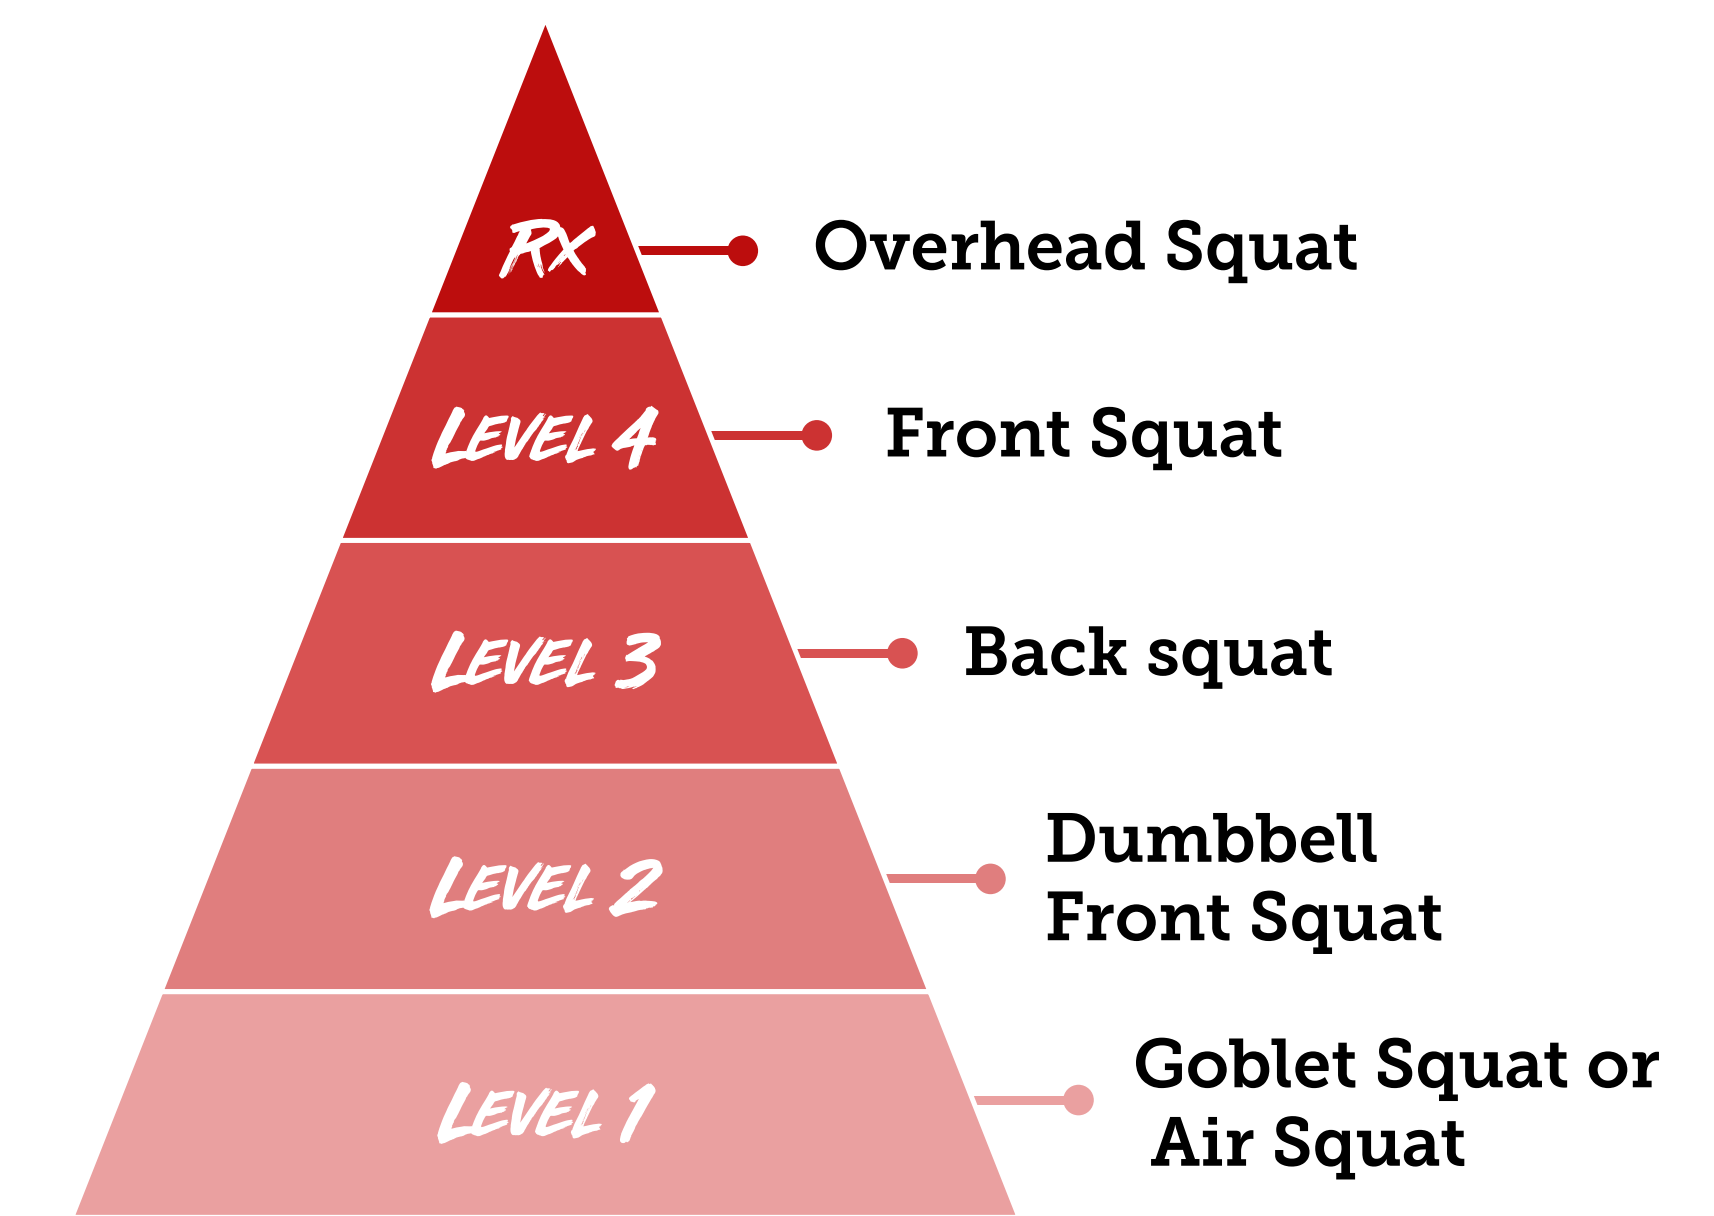 RX
Overhead Squat
LEVEL 4
Front Squat
LEVEL 3
Back squat
LEVEL 2
Dumbbell
Front Squat
LEVEL 1
Goblet Squat or
Air Squat